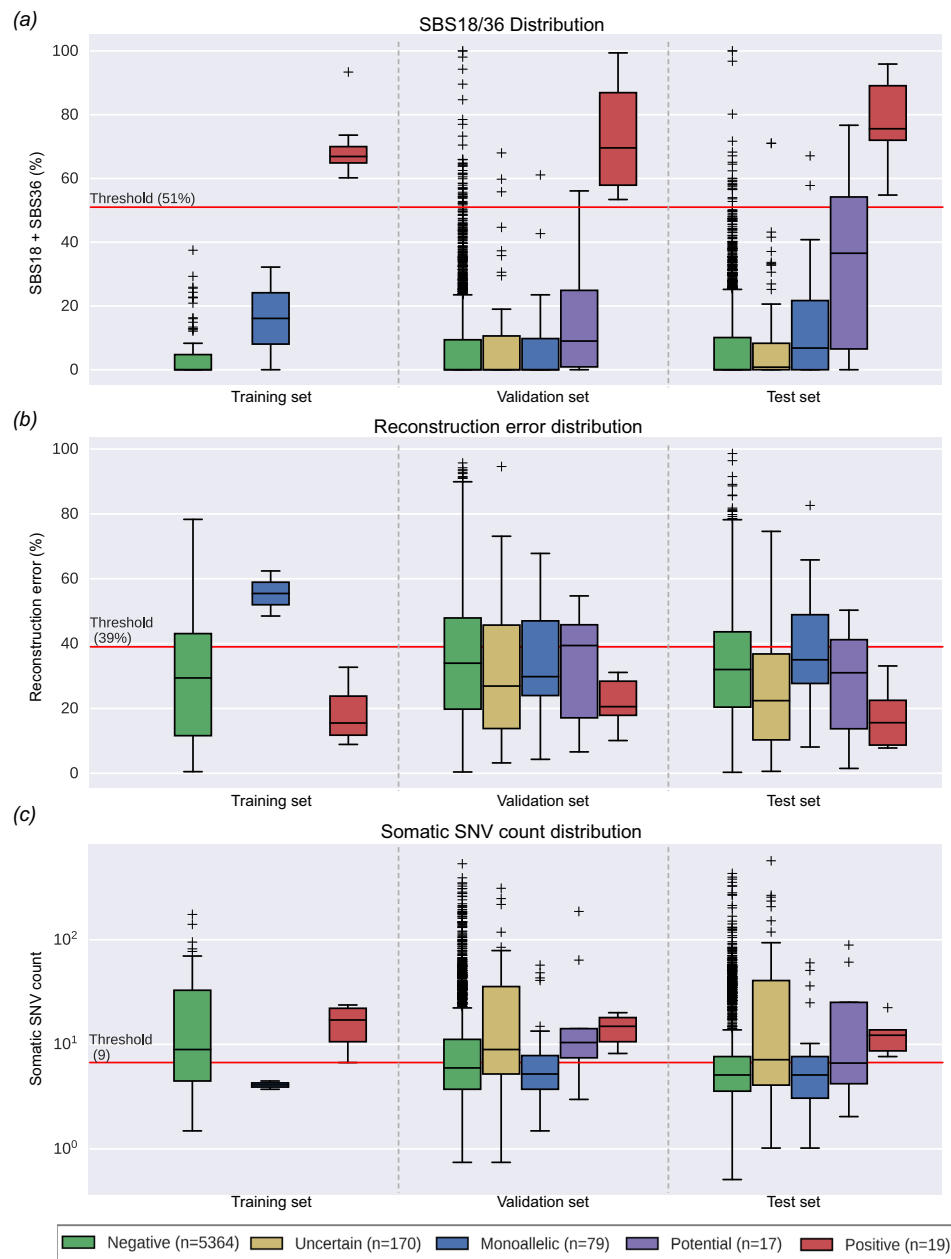 (a)
SBS18/36 Distribution
100
80
60
40
20
0
SBS18 + SBS36 (%)
Threshold (51%)
Training set
Validation set
Test set
(b)
Reconstruction error distribution
100
80
60
40
20
0
Reconstruction error (%)
Threshold
(39%)
Training set
Validation set
Test set
(c)
Somatic SNV count distribution
10²
10¹
10⁰
Somatic SNV count
Threshold
(9)
Training set
Validation set
Test set
Negative (n=5364)
Uncertain (n=170)
Monoallelic (n=79)
Potential (n=17)
Positive (n=19)